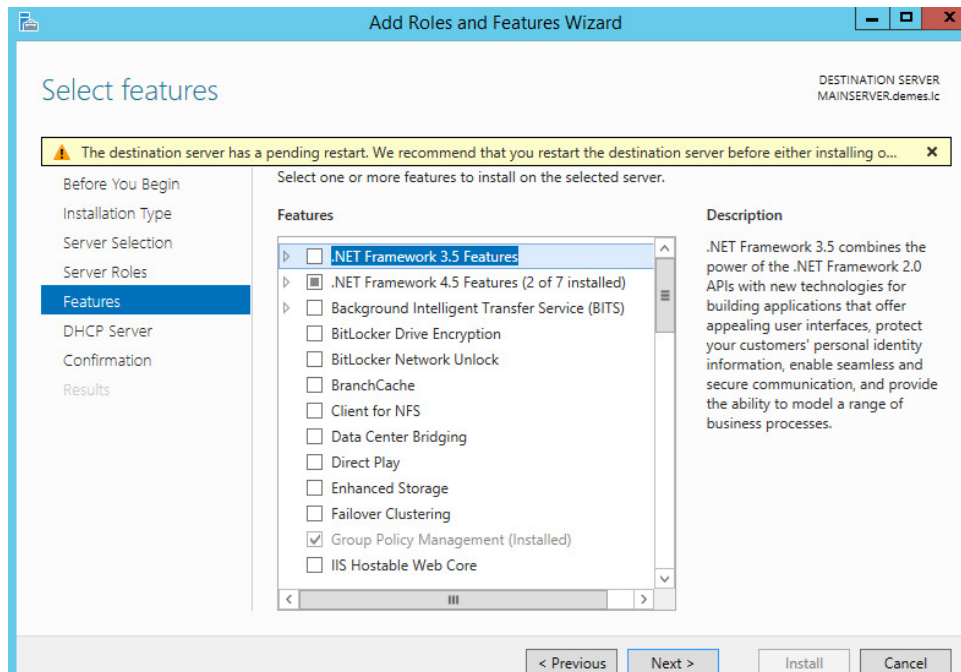 Add Roles and Features Wizard
Select features
DESTINATION SERVER
MAINSERVER.demes.lc
The destination server has a pending restart. We recommend that you restart the destination server before either installing o...
Before You Begin
Installation Type
Server Selection
Server Roles
Features
DHCP Server
Confirmation
Results
Select one or more features to install on the selected server.
Features
.NET Framework 3.5 Features
.NET Framework 4.5 Features (2 of 7 installed)
Background Intelligent Transfer Service (BITS)
BitLocker Drive Encryption
BitLocker Network Unlock
BranchCache
Client for NFS
Data Center Bridging
Direct Play
Enhanced Storage
Failover Clustering
Group Policy Management (Installed)
IIS Hostable Web Core
Description
.NET Framework 3.5 combines the
power of the .NET Framework 2.0
APIs with new technologies for
building applications that offer
appealing user interfaces, protect
your customers' personal identity
information, enable seamless and
secure communication, and provide
the ability to model a range of
business processes.
< Previous
Next >
Install
Cancel